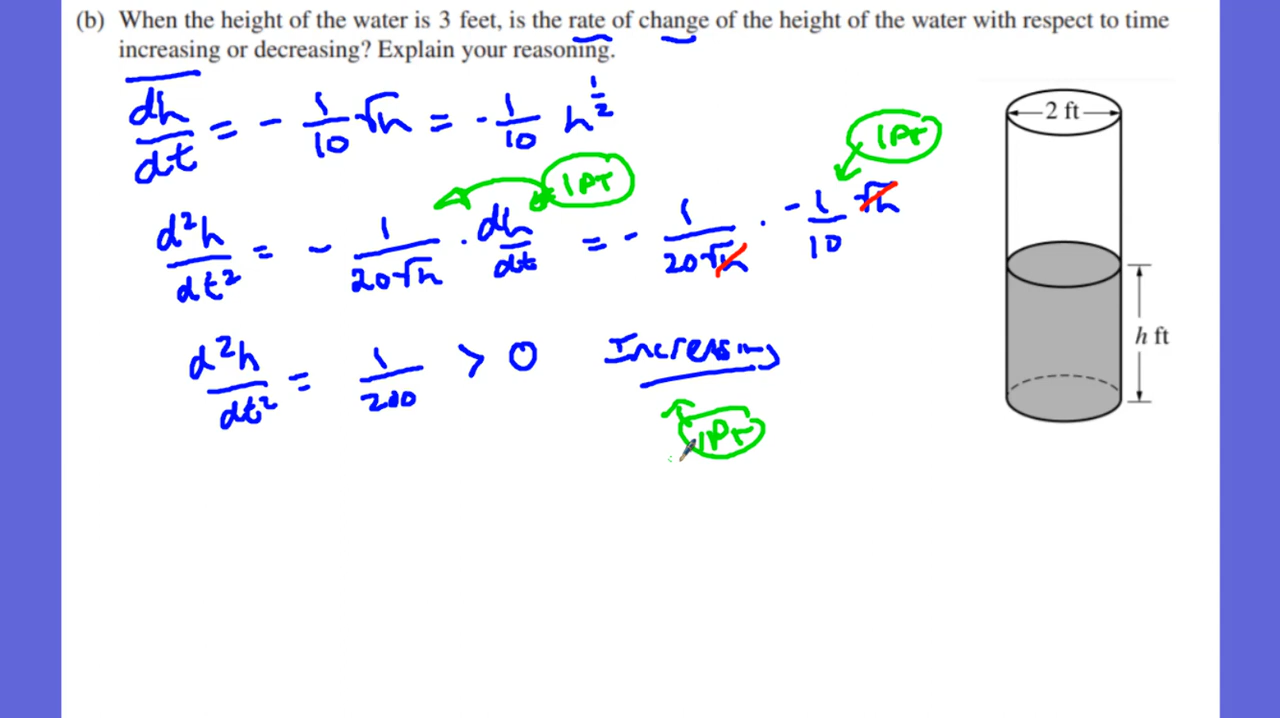 (b) When the height of the water is 3 feet, is the rate of change of the height of the water with respect to time
increasing or decreasing? Explain your reasoning.
dh/dt = - 1/10 √h = - 1/10 h^(1/2)
1PT
1PT
d²h/dt² = - 1/(20√h) · dh/dt = - 1/(20√h) · - 1/10 √h
d²h/dt² = 1/200 > 0 Increasing
1PT
2 ft
h ft